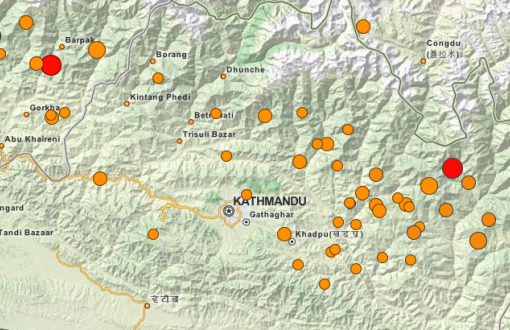 Congdu
(聂拉木)
Barpak
Borang
Dhunche
Kintang Phedi
Gorkha
Betrawati
Trisuli Bazar
Abu Khaireni
KATHMANDU
Gathaghar
ngard
Tandi Bazaar
Khadpu